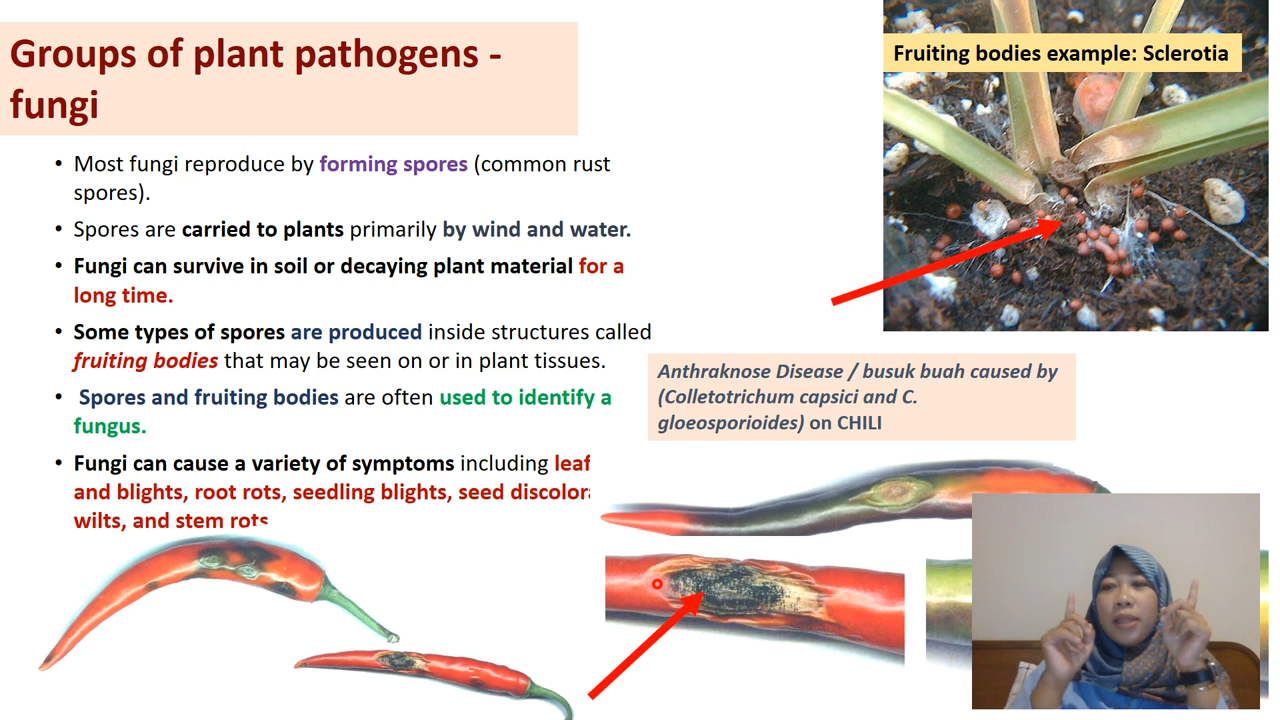 Groups of plant pathogens -
fungi
Fruiting bodies example: Sclerotia
• Most fungi reproduce by forming spores (common rust
spores).
• Spores are carried to plants primarily by wind and water.
• Fungi can survive in soil or decaying plant material for a
long time.
• Some types of spores are produced inside structures called
fruiting bodies that may be seen on or in plant tissues.
• Spores and fruiting bodies are often used to identify a
fungus.
• Fungi can cause a variety of symptoms including leaf
and blights, root rots, seedling blights, seed
wilts, and stem rots
Anthraknose Disease / busuk buah caused by
(Colletotrichum capsici and C.
gloeosporioides) on CHILI